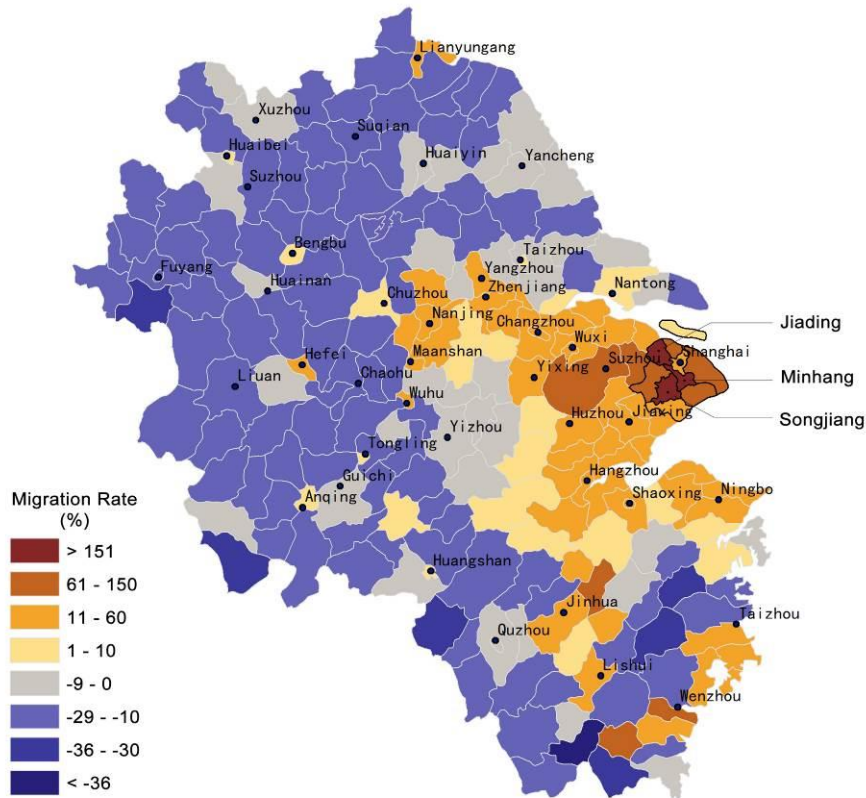 Lianyungang
Xuzhou
Suqian
Huaibei
Huaiyin
Yancheng
Suzhou
Bengbu
Taizhou
Fuyang
Yangzhou
Huainan
Zhenjiang
Nantong
Chuzhou
Nanjing
Changzhou
Jiading
Wuxi
Hefei
Maanshan
Suzhou
Shanghai
Liuan
Chaohu
Yixing
Minhang
Wuhu
Huzhou
Jiaxing
Songjiang
Yizhou
Tongling
Guichi
Hangzhou
Anqing
Shaoxing
Ningbo
Huangshan
Jinhua
Taizhou
Quzhou
Lishui
Wenzhou
Migration Rate
(%)
> 151
61 - 150
11 - 60
1 - 10
-9 - 0
-29 - -10
-36 - -30
< -36